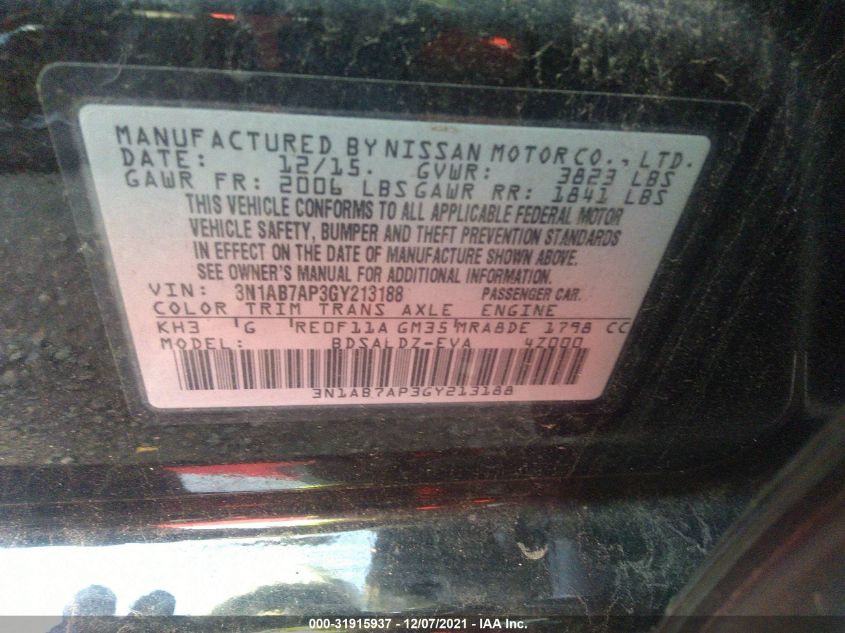 MANUFACTURED BY NISSAN MOTOR CO., LTD.
DATE: 12/15. GVWR: 3823 LBS
GAWR FR: 2006 LBS GAWR RR: 1841 LBS
THIS VEHICLE CONFORMS TO ALL APPLICABLE FEDERAL MOTOR
VEHICLE SAFETY, BUMPER AND THEFT PREVENTION STANDARDS
IN EFFECT ON THE DATE OF MANUFACTURE SHOWN ABOVE.
SEE OWNER'S MANUAL FOR ADDITIONAL INFORMATION.
VIN: 3N1AB7AP3GY213188 PASSENGER CAR.
COLOR TRIM TRANS AXLE ENGINE
KH3 'G 'RE0F11A GM35 'MRA8DE 1798 CC
MODEL: BDSALDZ-EVA 4Z000
3N1AB7AP3GY213188
000-31915937 - 12/07/2021 - IAA Inc.